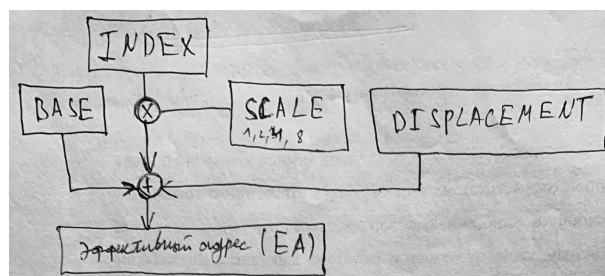 INDEX
BASE
SCALE
1, 2, 4, 8
DISPLACEMENT
Эффективный адрес (EA)